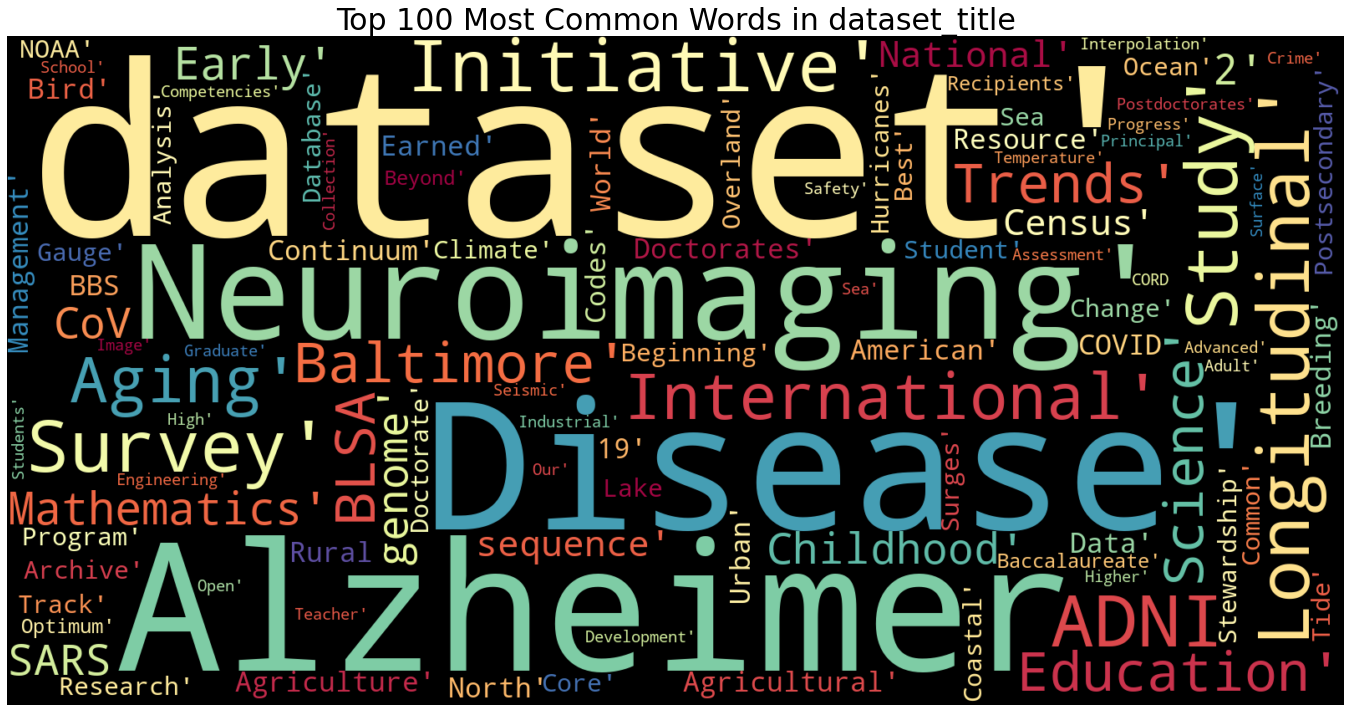 Top 100 Most Common Words in dataset_title
NOAA'
School'
Bird'
Early'
Competencies'
Initiative'
National'
Interpolation'
Ocean'
2'
Crime'
Recipients'
dataset'
Analysis'
Database'
Collection'
Earned'
Beyond'
World'
Overland'
Safety'
Hurricanes'
Best'
Sea
Resource'
Postdoctorates'
Progress'
Principal'
Temperature'
Trends'
Census'
Study'
Surface'
Longitudinal'
Postsecondary'
Management'
Gauge'
Continuum'
Climate'
Codes'
Doctorates'
Student'
Assessment'
BBS
CoV
Neuroimaging'
Sea'
CORD
Change'
Image'
Graduate'
Baltimore'
Beginning'
American'
COVID
Advanced'
Adult'
Breeding'
Aging'
Seismic'
International'
Students'
High'
Survey'
BLSA
genome'
Doctorate'
Industrial'
19'
Our'
Lake
Disease'
Surges'
Science'
Engineering'
Mathematics'
Program'
Rural
sequence'
Urban'
Childhood'
Data'
Baccalaureate'
Higher'
Stewardship'
Common'
Tide'
Archive'
Open'
Track'
Optimum'
Alzheimer
Teacher'
Development'
Coastal'
ADNI
SARS
Research'
Agriculture'
North'
Core'
Agricultural'
Education'